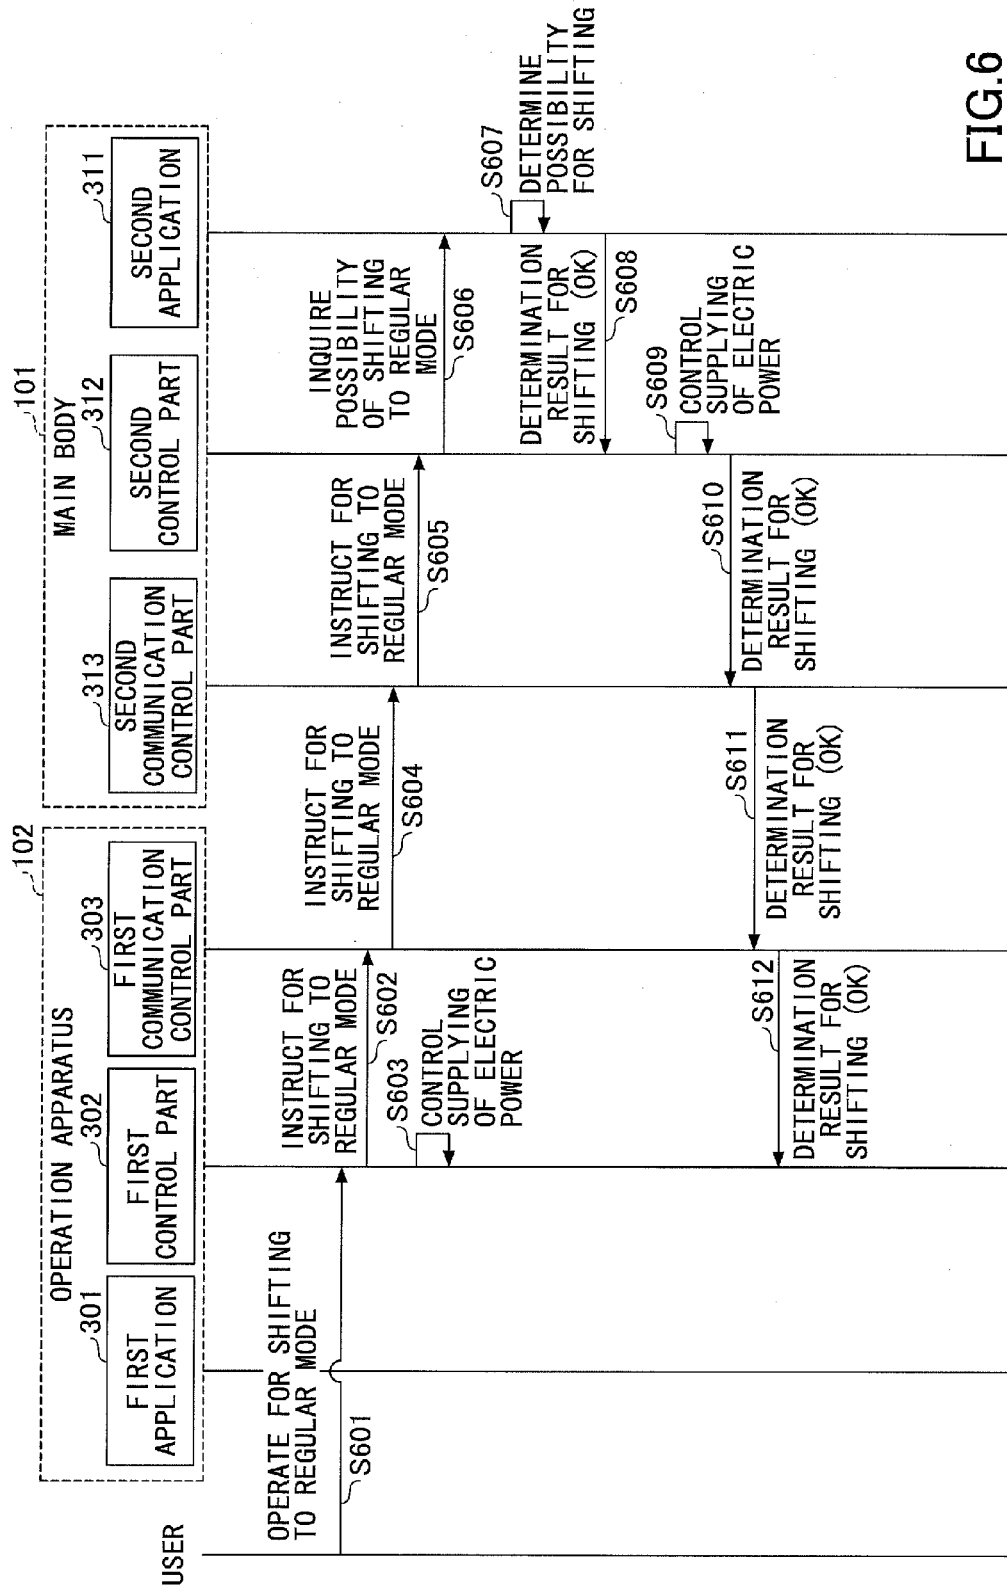 USER
OPERATION APPARATUS
102
301
FIRST
APPLICATION
302
FIRST
CONTROL PART
303
FIRST
COMMUNICATION
CONTROL PART
MAIN BODY
101
313
SECOND
COMMUNICATION
CONTROL PART
312
SECOND
CONTROL PART
311
SECOND
APPLICATION
OPERATE FOR SHIFTING
TO REGULAR MODE
S601
INSTRUCT FOR
SHIFTING TO
REGULAR MODE
S602
S603
CONTROL
SUPPLYING
OF ELECTRIC
POWER
INSTRUCT FOR
SHIFTING TO
REGULAR MODE
S604
INSTRUCT FOR
SHIFTING TO
REGULAR MODE
S605
INQUIRE
POSSIBILITY
OF SHIFTING
TO REGULAR
MODE
S606
S607
DETERMINE
POSSIBILITY
FOR SHIFTING
DETERMINATION
RESULT FOR
SHIFTING (OK)
S608
S609
CONTROL
SUPPLYING
OF ELECTRIC
POWER
S610
DETERMINATION
RESULT FOR
SHIFTING (OK)
S611
DETERMINATION
RESULT FOR
SHIFTING (OK)
S612
DETERMINATION
RESULT FOR
SHIFTING (OK)
FIG.6